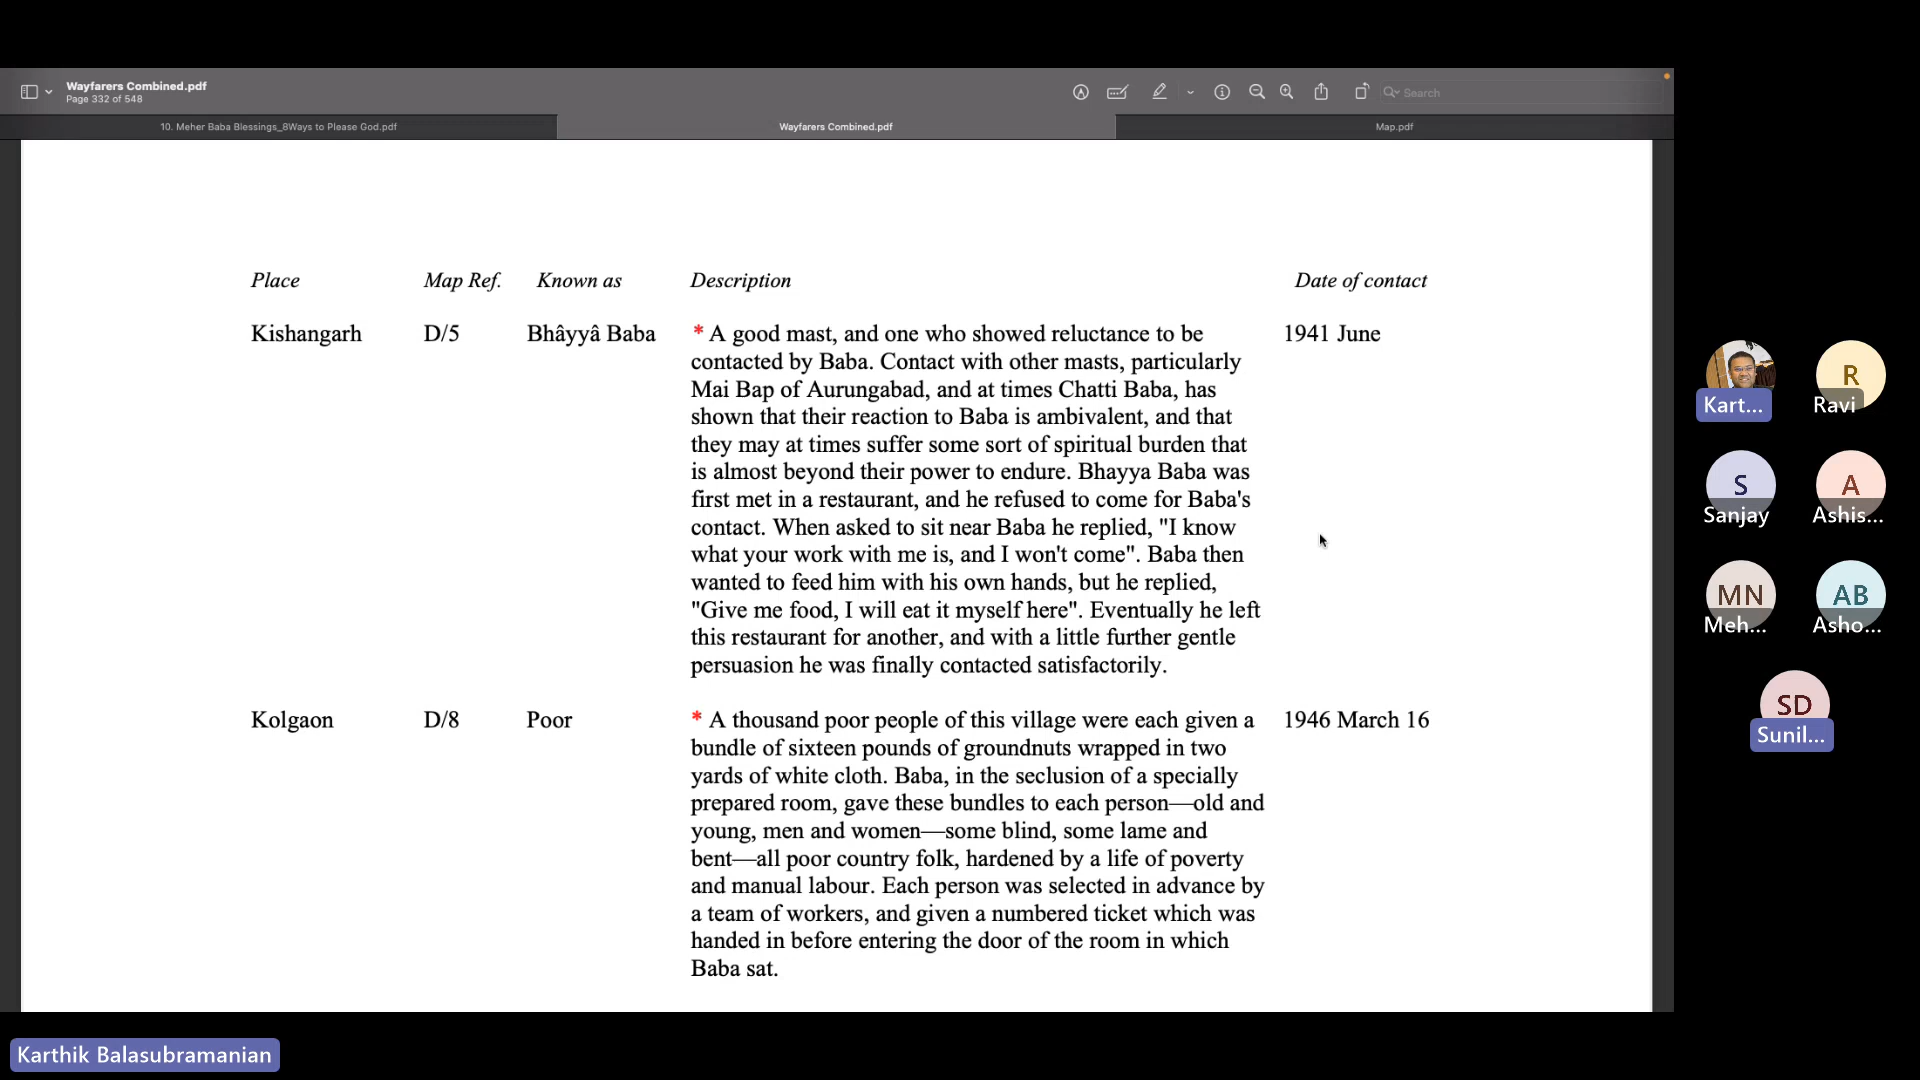 Wayfarers Combined.pdf
Page 332 of 548
Search
10. Meher Baba Blessings_8Ways to Please God.pdf
Wayfarers Combined.pdf
Map.pdf
Place Map Ref. Known as Description Date of contact
Kishangarh D/5 Bhâyyâ Baba * A good mast, and one who showed reluctance to be 1941 June
contacted by Baba. Contact with other masts, particularly
Mai Bap of Aurungabad, and at times Chatti Baba, has
shown that their reaction to Baba is ambivalent, and that
they may at times suffer some sort of spiritual burden that
is almost beyond their power to endure. Bhayya Baba was
first met in a restaurant, and he refused to come for Baba's
contact. When asked to sit near Baba he replied, "I know
what your work with me is, and I won't come". Baba then
wanted to feed him with his own hands, but he replied,
"Give me food, I will eat it myself here". Eventually he left
this restaurant for another, and with a little further gentle
persuasion he was finally contacted satisfactorily.
Kolgaon D/8 Poor * A thousand poor people of this village were each given a 1946 March 16
bundle of sixteen pounds of groundnuts wrapped in two
yards of white cloth. Baba, in the seclusion of a specially
prepared room, gave these bundles to each person—old and
young, men and women—some blind, some lame and
bent—all poor country folk, hardened by a life of poverty
and manual labour. Each person was selected in advance by
a team of workers, and given a numbered ticket which was
handed in before entering the door of the room in which
Baba sat.
Kart...
R
Ravi
S
Sanjay
A
Ashis...
MN
Meh...
AB
Asho...
SD
Sunil...
Karthik Balasubramanian